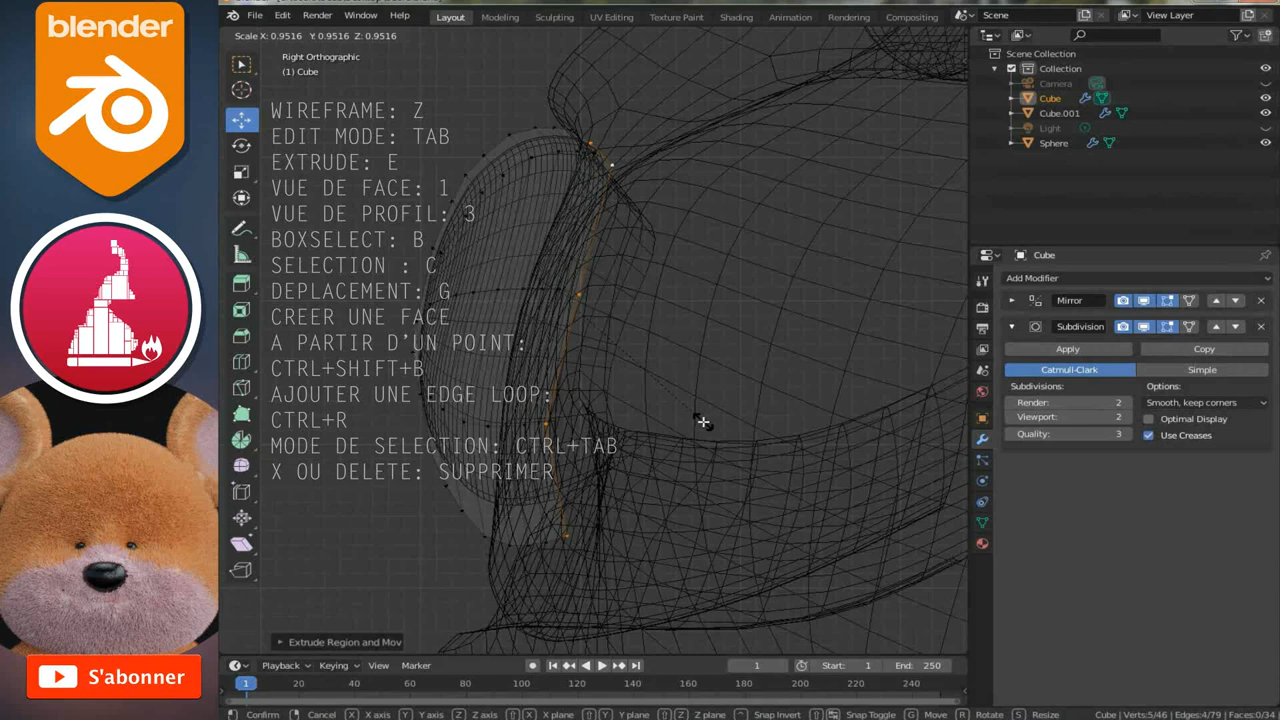 blender
S'abonner
File Edit Render Window Help Layout Modeling Sculpting UV Editing Texture Paint Shading Animation Rendering Compositing Scene View Layer
Scale X: 0.9516 Y: 0.9516 Z: 0.9516
Right Orthographic
(1) Cube
WIREFRAME: Z
EDIT MODE: TAB
EXTRUDE: E
VUE DE FACE: 1
VUE DE PROFIL: 3
BOXSELECT: B
SELECTION : C
DEPLACEMENT: G
CREER UNE FACE
A PARTIR D'UN POINT:
CTRL+SHIFT+B
AJOUTER UNE EDGE LOOP:
CTRL+R
MODE DE SELECTION: CTRL+TAB
X OU DELETE: SUPPRIMER
Extrude Region and Mov
Scene Collection
Collection
Camera
Cube
Cube.001
Light
Sphere
Cube
Add Modifier
Mirror
Subdivision
Apply Copy
Catmull-Clark Simple
Subdivisions: Options:
Render: 2 Smooth, keep corners
Viewport: 2 Optimal Display
Quality: 3 Use Creases
Playback Keying View Marker 1 Start: 1 End: 250
1 20 40 60 80 100 120 140 160 180 200 220 240
Confirm Cancel X X axis Y Y axis Z Z axis X X plane Y Y plane Z Z plane Snap Invert Snap Toggle G Move R Rotate S Resize Cube | Verts:5/46 | Edges:4/79 | Faces:0/34